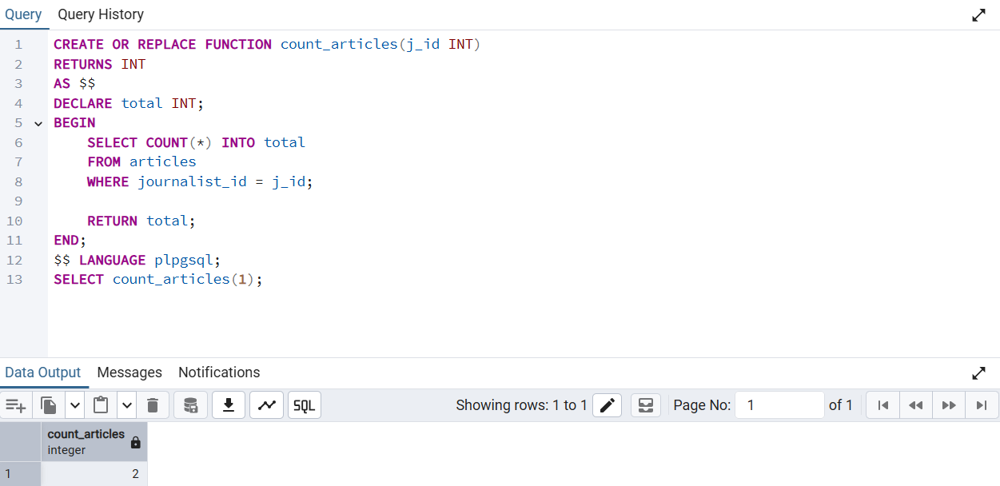 Query Query History
1 CREATE OR REPLACE FUNCTION count_articles(j_id INT)
2 RETURNS INT
3 AS $$
4 DECLARE total INT;
5 BEGIN
6     SELECT COUNT(*) INTO total
7     FROM articles
8     WHERE journalist_id = j_id;
9
10     RETURN total;
11 END;
12 $$ LANGUAGE plpgsql;
13 SELECT count_articles(1);
Data Output Messages Notifications
SQL Showing rows: 1 to 1 Page No: 1 of 1
count_articles
integer
1 2